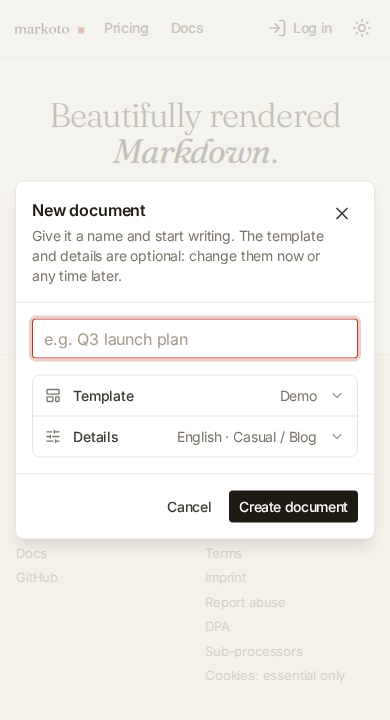 markoto
Pricing
Docs
Log in
Beautifully rendered
Markdown.
New document
Give it a name and start writing. The template
and details are optional: change them now or
any time later.
e.g. Q3 launch plan
Template
Demo
Details
English · Casual / Blog
Cancel
Create document
Docs
Terms
GitHub
Imprint
Report abuse
DPA
Sub-processors
Cookies: essential only